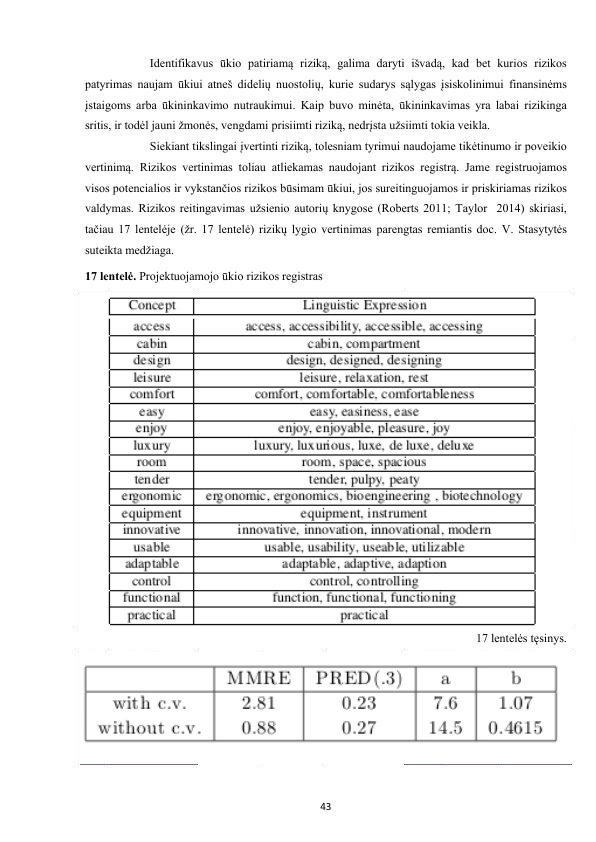 Identifikavus ūkio patiriamą riziką, galima daryti išvadą, kad bet kurios rizikos
patyrimas naujam ūkiui atneš didelių nuostolių, kurie sudarys sąlygas įsiskolinimui finansinėms
įstaigoms arba ūkininkavimo nutraukimui. Kaip buvo minėta, ūkininkavimas yra labai rizikinga
sritis, ir todėl jauni žmonės, vengdami prisiimti riziką, nedrįsta užsiimti tokia veikla.
Siekiant tikslingai įvertinti riziką, tolesniam tyrimui naudojame tikėtinumo ir poveikio
vertinimą. Rizikos vertinimas toliau atliekamas naudojant rizikos registrą. Jame registruojamos
visos potencialios ir vykstančios rizikos būsimam ūkiui, jos sureitinguojamos ir priskiriamas rizikos
valdymas. Rizikos reitingavimas užsienio autorių knygose (Roberts 2011; Taylor 2014) skiriasi,
tačiau 17 lentelėje (žr. 17 lentelė) rizikų lygio vertinimas parengtas remiantis doc. V. Stasytytės
suteikta medžiaga.
17 lentelė. Projektuojamojo ūkio rizikos registras
Concept Linguistic Expression
access access, accessibility, accessible, accessing
cabin cabin, compartment
design design, designed, designing
leisure leisure, relaxation, rest
comfort comfort, comfortable, comfortableness
easy easy, easiness, ease
enjoy enjoy, enjoyable, pleasure, joy
luxury luxury, luxurious, luxe, de luxe, deluxe
room room, space, spacious
tender tender, pulpy, peaty
ergonomic ergonomic, ergonomics, bioengineering , biotechnology
equipment equipment, instrument
innovative innovative, innovation, innovational, modern
usable usable, usability, useable, utilizable
adaptable adaptable, adaptive, adaption
control control, controlling
functional function, functional, functioning
practical practical
17 lentelės tęsinys.
MMRE PRED(.3) a b
with c.v. 2.81 0.23 7.6 1.07
without c.v. 0.88 0.27 14.5 0.4615
43